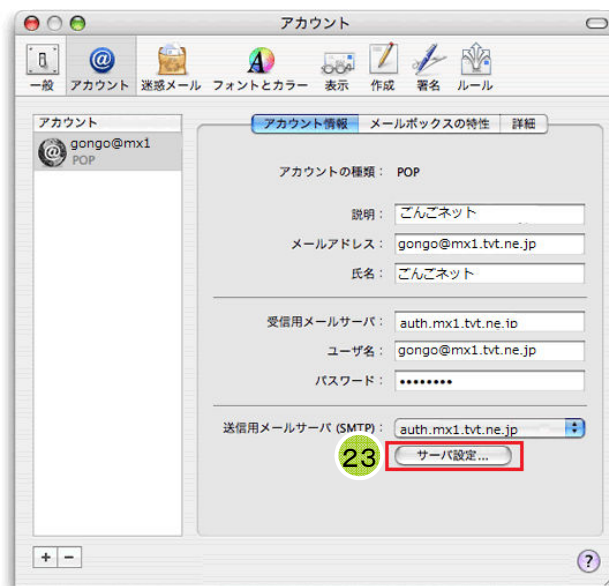 アカウント
一般 アカウント 迷惑メール フォントとカラー 表示 作成 署名 ルール
アカウント
gongo@mx1
POP
アカウント情報 メールボックスの特性 詳細
アカウントの種類： POP
説明： ごんごネット
メールアドレス： gongo@mx1.tvt.ne.jp
氏名： ごんごネット
受信用メールサーバ： auth.mx1.tvt.ne.jp
ユーザ名： gongo@mx1.tvt.ne.jp
パスワード： ••••••••
送信用メールサーバ (SMTP)： auth.mx1.tvt.ne.jp
23 サーバ設定...
+ − ?